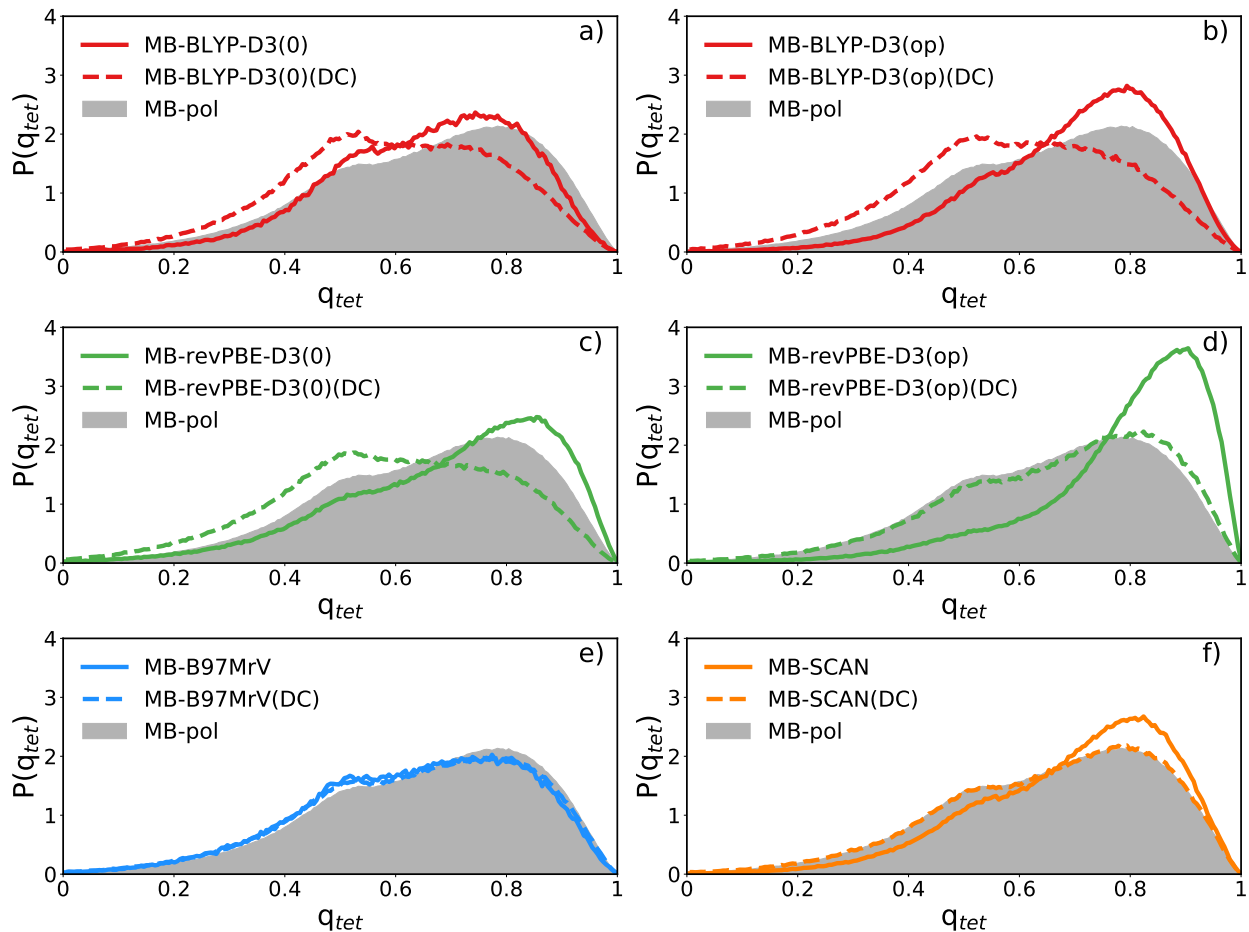 a)
MB-BLYP-D3(0)
MB-BLYP-D3(0)(DC)
MB-pol
P(q_tet)
4
3
2
1
0
0 0.2 0.4 0.6 0.8 1
q_tet
b)
MB-BLYP-D3(op)
MB-BLYP-D3(op)(DC)
MB-pol
P(q_tet)
4
3
2
1
0
0 0.2 0.4 0.6 0.8 1
q_tet
c)
MB-revPBE-D3(0)
MB-revPBE-D3(0)(DC)
MB-pol
P(q_tet)
4
3
2
1
0
0 0.2 0.4 0.6 0.8 1
q_tet
d)
MB-revPBE-D3(op)
MB-revPBE-D3(op)(DC)
MB-pol
P(q_tet)
4
3
2
1
0
0 0.2 0.4 0.6 0.8 1
q_tet
e)
MB-B97MrV
MB-B97MrV(DC)
MB-pol
P(q_tet)
4
3
2
1
0
0 0.2 0.4 0.6 0.8 1
q_tet
f)
MB-SCAN
MB-SCAN(DC)
MB-pol
P(q_tet)
4
3
2
1
0
0 0.2 0.4 0.6 0.8 1
q_tet